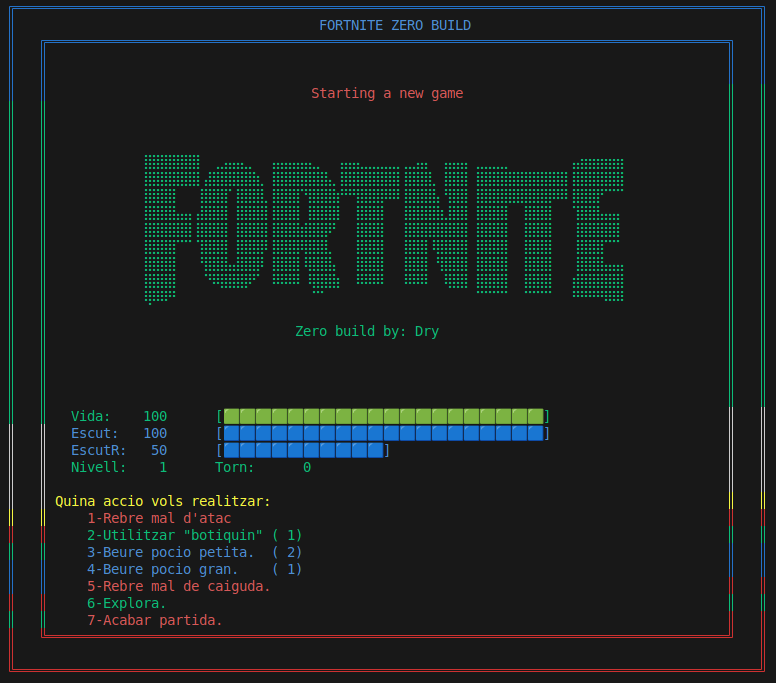 FORTNITE ZERO BUILD
Starting a new game
FORTNITE
Zero build by: Dry
Vida: 100 [🟩🟩🟩🟩🟩🟩🟩🟩🟩🟩🟩🟩🟩🟩🟩🟩🟩🟩🟩🟩]
Escut: 100 [🟦🟦🟦🟦🟦🟦🟦🟦🟦🟦🟦🟦🟦🟦🟦🟦🟦🟦🟦🟦]
EscutR: 50 [🟦🟦🟦🟦🟦🟦🟦🟦🟦🟦]
Nivell: 1 Torn: 0
Quina accio vols realitzar:
1-Rebre mal d'atac
2-Utilitzar "botiquin" ( 1)
3-Beure pocio petita. ( 2)
4-Beure pocio gran. ( 1)
5-Rebre mal de caiguda.
6-Explora.
7-Acabar partida.